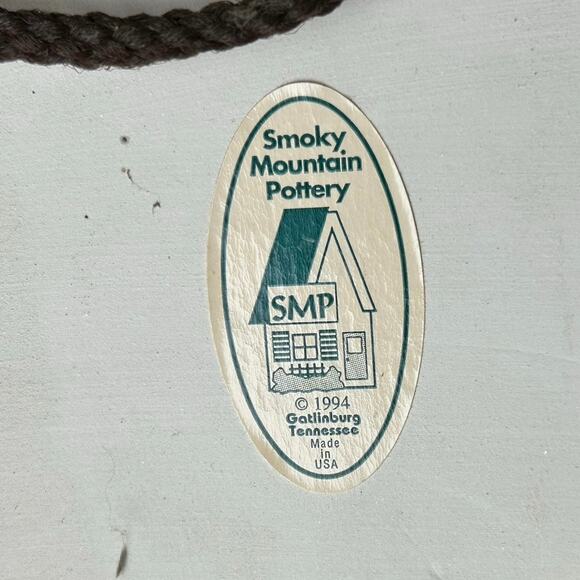 Smoky
Mountain
Pottery
SMP
© 1994
Gatlinburg
Tennessee
Made
in
USA